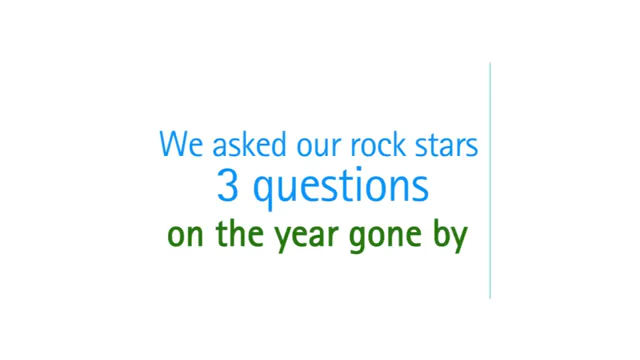 We asked our rock stars
3 questions
on the year gone by